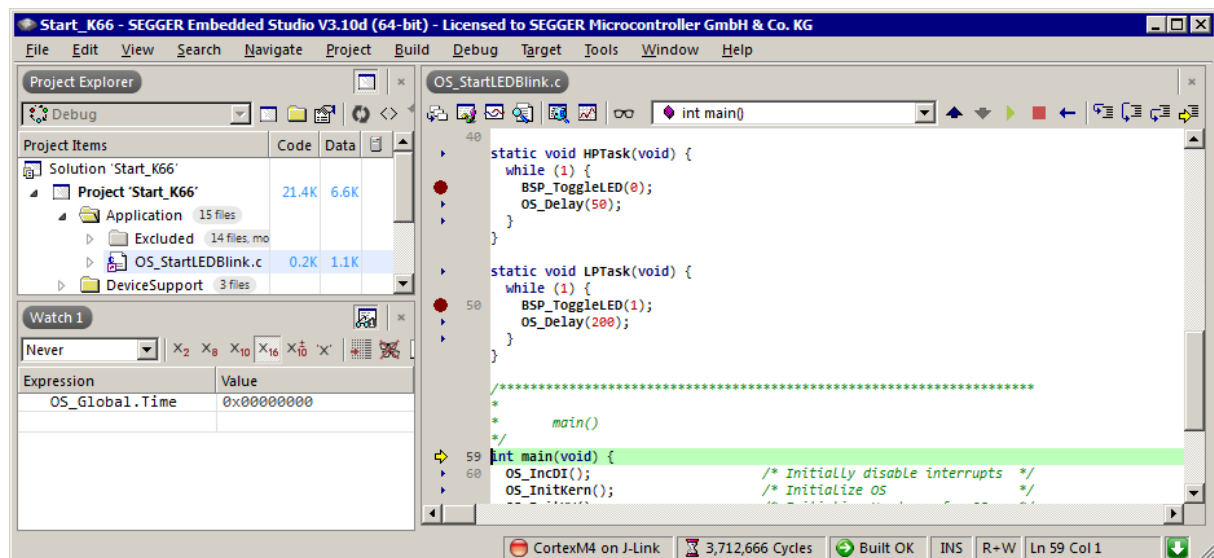 Start_K66 - SEGGER Embedded Studio V3.10d (64-bit) - Licensed to SEGGER Microcontroller GmbH & Co. KG
File Edit View Search Navigate Project Build Debug Target Tools Window Help
Project Explorer
Debug
Project Items Code Data
Solution 'Start_K66'
Project 'Start_K66' 21.4K 6.6K
Application 15 files
Excluded 14 files, mo
OS_StartLEDBlink.c 0.2K 1.1K
DeviceSupport 3 files
Watch 1
Never x2 x8 x10 x16 x±10 'x'
Expression Value
OS_Global.Time 0x00000000
OS_StartLEDBlink.c
int main()
40
static void HPTask(void) {
while (1) {
BSP_ToggleLED(0);
OS_Delay(50);
}
}
static void LPTask(void) {
while (1) {
50 BSP_ToggleLED(1);
OS_Delay(200);
}
}
/*********************************************************************
*
* main()
*/
59 int main(void) {
60 OS_IncDI(); /* Initially disable interrupts */
OS_InitKern(); /* Initialize OS */
CortexM4 on J-Link 3,712,666 Cycles Built OK INS R+W Ln 59 Col 1